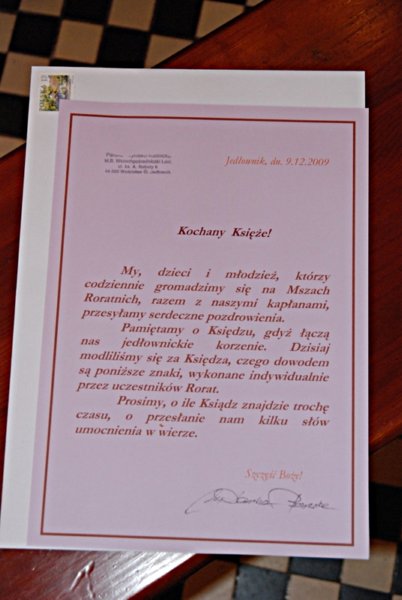 Jedłownik, dn. 9.12.2009
Kochany Księże!
My, dzieci i młodzież, którzy
codziennie gromadzimy się na Mszach
Roratnich, razem z naszymi kapłanami,
przesyłamy serdeczne pozdrowienia.
Pamiętamy o Księdzu, gdyż łączą
nas jedłownickie korzenie. Dzisiaj
modliliśmy się za Księdza, czego dowodem
są poniższe znaki, wykonane indywidualnie
przez uczestników Rorat.
Prosimy, o ile Ksiądz znajdzie trochę
czasu, o przesłanie nam kilku słów
umocnienia w wierze.
Szczęść Boże!